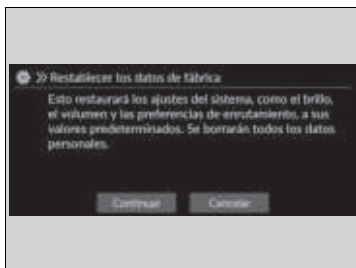 » Restablecer los datos de fábrica
Esto restaurará los ajustes del sistema, como el brillo,
el volumen y las preferencias de enrutamiento, a sus
valores predeterminados. Se borrarán todos los datos
personales.
Continuar
Cancelar